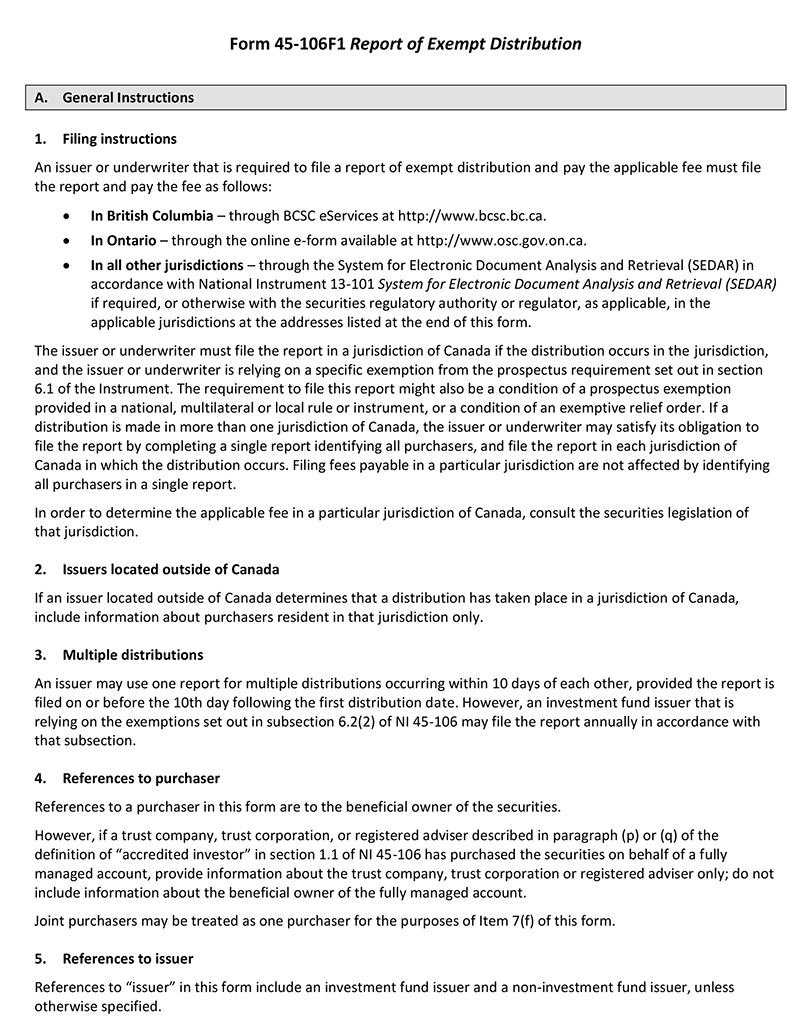 Form 45-106F1 Report of Exempt Distribution
A. General Instructions
1. Filing instructions
An issuer or underwriter that is required to file a report of exempt distribution and pay the applicable fee must file
the report and pay the fee as follows:
• In British Columbia – through BCSC eServices at http://www.bcsc.bc.ca.
• In Ontario – through the online e-form available at http://www.osc.gov.on.ca.
• In all other jurisdictions – through the System for Electronic Document Analysis and Retrieval (SEDAR) in
accordance with National Instrument 13-101 System for Electronic Document Analysis and Retrieval (SEDAR)
if required, or otherwise with the securities regulatory authority or regulator, as applicable, in the
applicable jurisdictions at the addresses listed at the end of this form.
The issuer or underwriter must file the report in a jurisdiction of Canada if the distribution occurs in the jurisdiction,
and the issuer or underwriter is relying on a specific exemption from the prospectus requirement set out in section
6.1 of the Instrument. The requirement to file this report might also be a condition of a prospectus exemption
provided in a national, multilateral or local rule or instrument, or a condition of an exemptive relief order. If a
distribution is made in more than one jurisdiction of Canada, the issuer or underwriter may satisfy its obligation to
file the report by completing a single report identifying all purchasers, and file the report in each jurisdiction of
Canada in which the distribution occurs. Filing fees payable in a particular jurisdiction are not affected by identifying
all purchasers in a single report.
In order to determine the applicable fee in a particular jurisdiction of Canada, consult the securities legislation of
that jurisdiction.
2. Issuers located outside of Canada
If an issuer located outside of Canada determines that a distribution has taken place in a jurisdiction of Canada,
include information about purchasers resident in that jurisdiction only.
3. Multiple distributions
An issuer may use one report for multiple distributions occurring within 10 days of each other, provided the report is
filed on or before the 10th day following the first distribution date. However, an investment fund issuer that is
relying on the exemptions set out in subsection 6.2(2) of NI 45-106 may file the report annually in accordance with
that subsection.
4. References to purchaser
References to a purchaser in this form are to the beneficial owner of the securities.
However, if a trust company, trust corporation, or registered adviser described in paragraph (p) or (q) of the
definition of “accredited investor” in section 1.1 of NI 45-106 has purchased the securities on behalf of a fully
managed account, provide information about the trust company, trust corporation or registered adviser only; do not
include information about the beneficial owner of the fully managed account.
Joint purchasers may be treated as one purchaser for the purposes of Item 7(f) of this form.
5. References to issuer
References to “issuer” in this form include an investment fund issuer and a non-investment fund issuer, unless
otherwise specified.